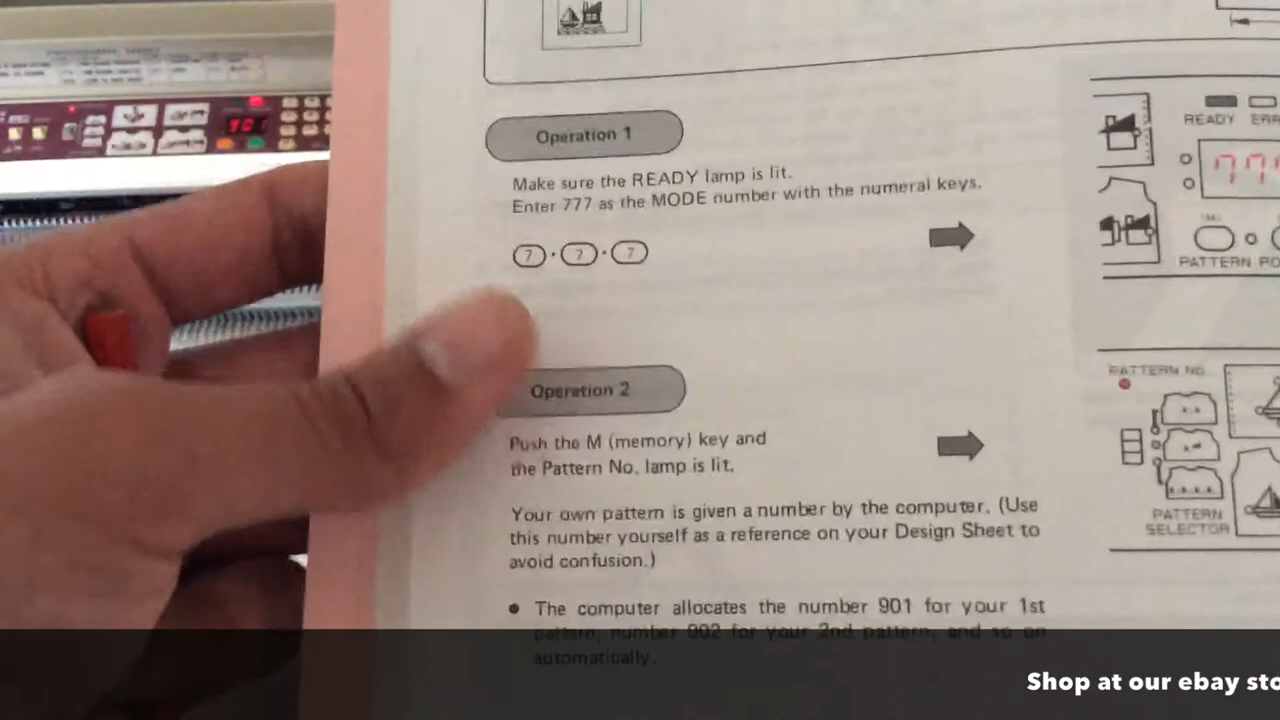 Operation 1
Make sure the READY lamp is lit.
Enter 777 as the MODE number with the numeral keys.
7 · 7 · 7
READY
777
PATTERN
Operation 2
Push the M (memory) key and
the Pattern No. lamp is lit.
Your own pattern is given a number by the computer. (Use
this number yourself as a reference on your Design Sheet to
avoid confusion.)
PATTERN NO.
PATTERN
SELECTOR
• The computer allocates the number 901 for your 1st
pattern, number 902 for your 2nd pattern, and so on
automatically.
Shop at our ebay sto